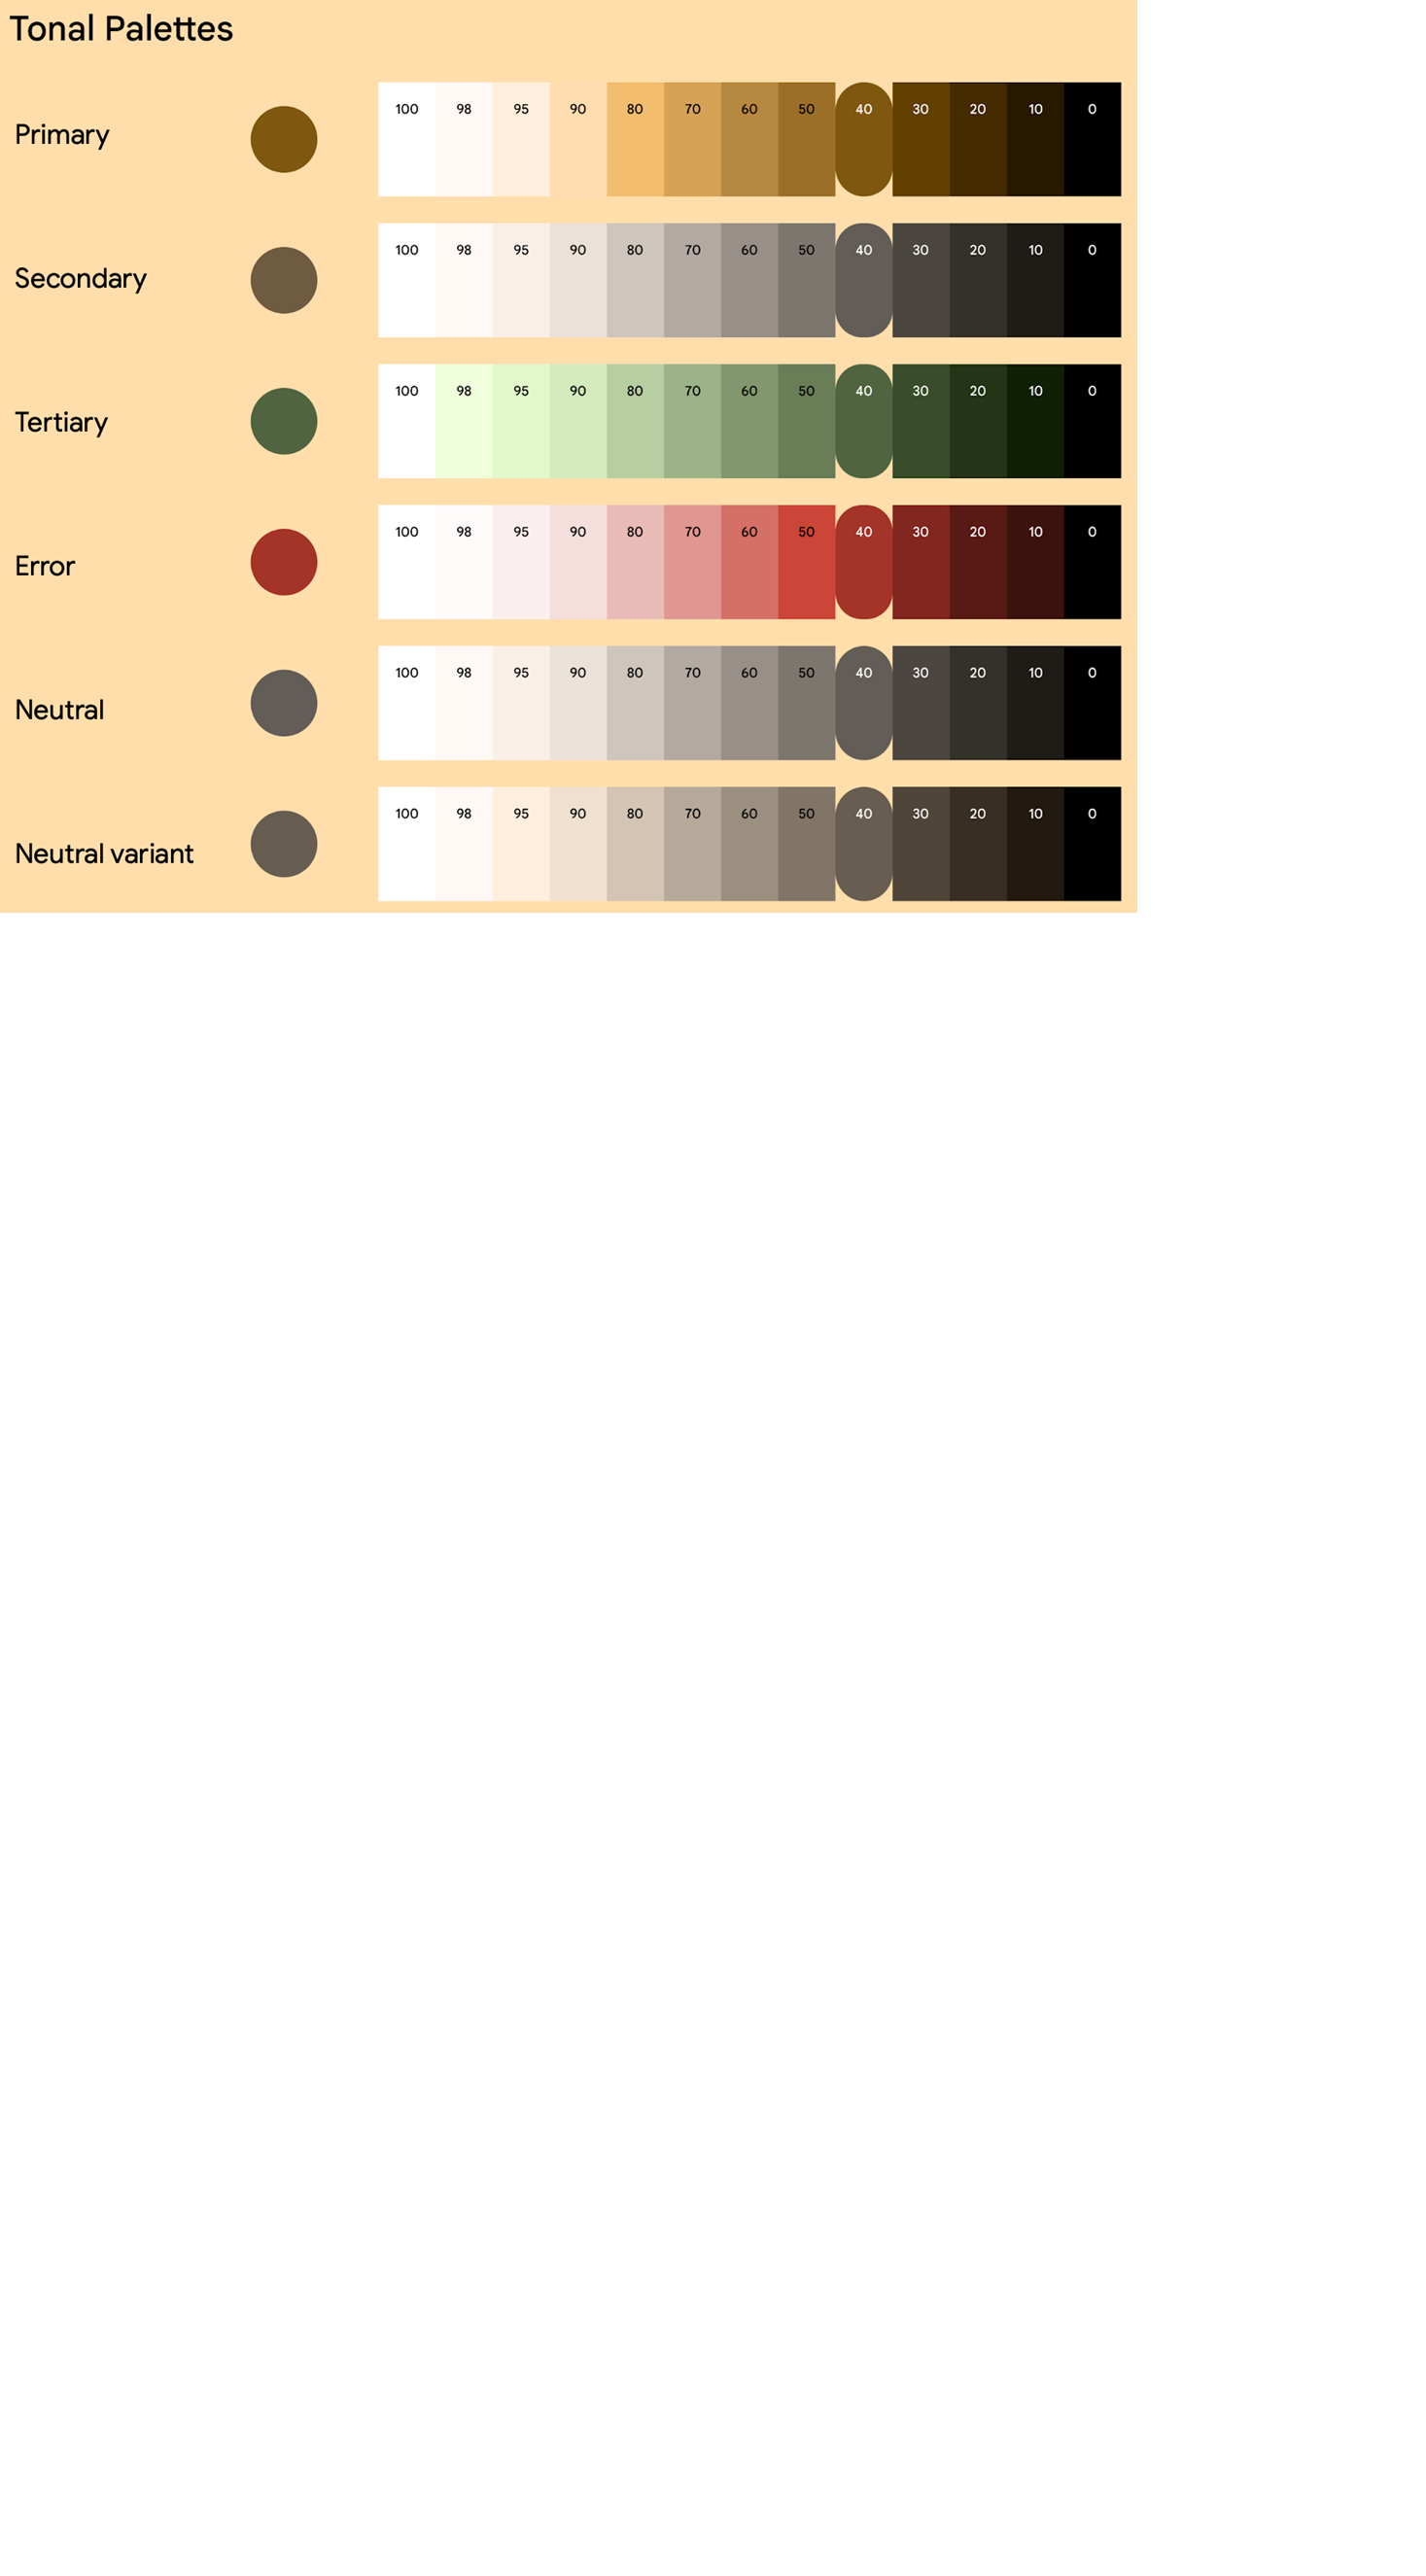 Tonal Palettes
Primary 100 98 95 90 80 70 60 50 40 30 20 10 0
Secondary 100 98 95 90 80 70 60 50 40 30 20 10 0
Tertiary 100 98 95 90 80 70 60 50 40 30 20 10 0
Error 100 98 95 90 80 70 60 50 40 30 20 10 0
Neutral 100 98 95 90 80 70 60 50 40 30 20 10 0
Neutral variant 100 98 95 90 80 70 60 50 40 30 20 10 0